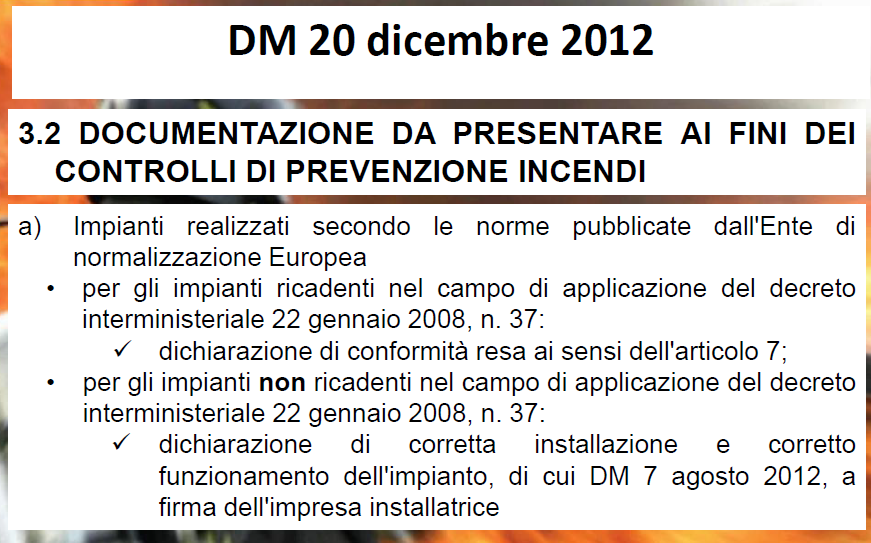 DM 20 dicembre 2012
3.2 DOCUMENTAZIONE DA PRESENTARE AI FINI DEI
CONTROLLI DI PREVENZIONE INCENDI
a) Impianti realizzati secondo le norme pubblicate dall'Ente di
normalizzazione Europea
• per gli impianti ricadenti nel campo di applicazione del decreto
interministeriale 22 gennaio 2008, n. 37:
✓ dichiarazione di conformità resa ai sensi dell'articolo 7;
• per gli impianti non ricadenti nel campo di applicazione del decreto
interministeriale 22 gennaio 2008, n. 37:
✓ dichiarazione di corretta installazione e corretto
funzionamento dell'impianto, di cui DM 7 agosto 2012, a
firma dell'impresa installatrice